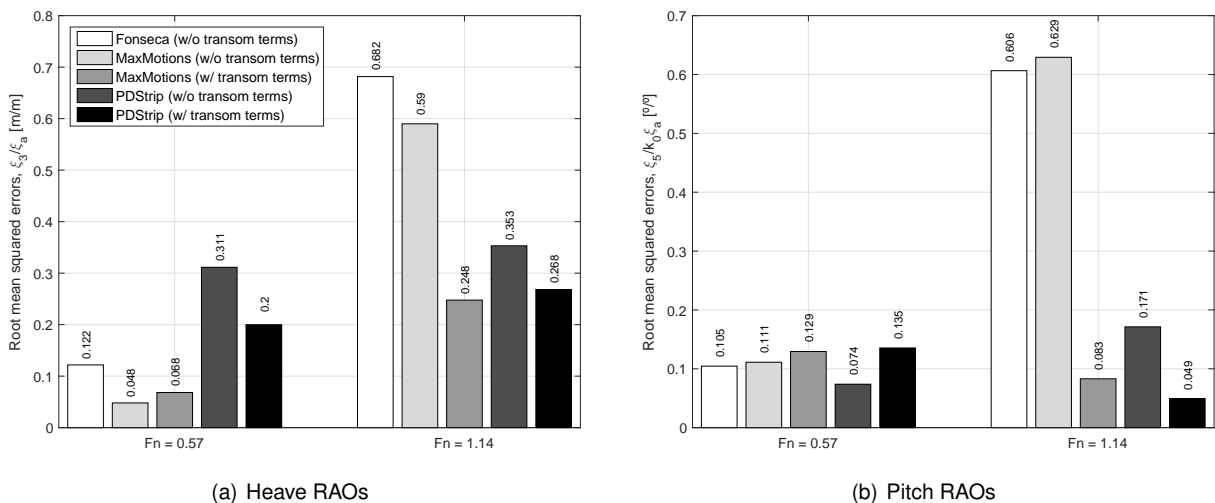 Root mean squared errors, ξ₃/ξₐ [m/m]
0.8
0.7
0.6
0.5
0.4
0.3
0.2
0.1
0
Fonseca (w/o transom terms)
MaxMotions (w/o transom terms)
MaxMotions (w/ transom terms)
PDStrip (w/o transom terms)
PDStrip (w/ transom terms)
0.122
0.048
0.068
0.311
0.2
0.682
0.59
0.248
0.353
0.268
Fn = 0.57
Fn = 1.14
(a) Heave RAOs
Root mean squared errors, ξ₅/k₀ξₐ [º/º]
0.7
0.6
0.5
0.4
0.3
0.2
0.1
0
0.105
0.111
0.129
0.074
0.135
0.606
0.629
0.083
0.171
0.049
Fn = 0.57
Fn = 1.14
(b) Pitch RAOs